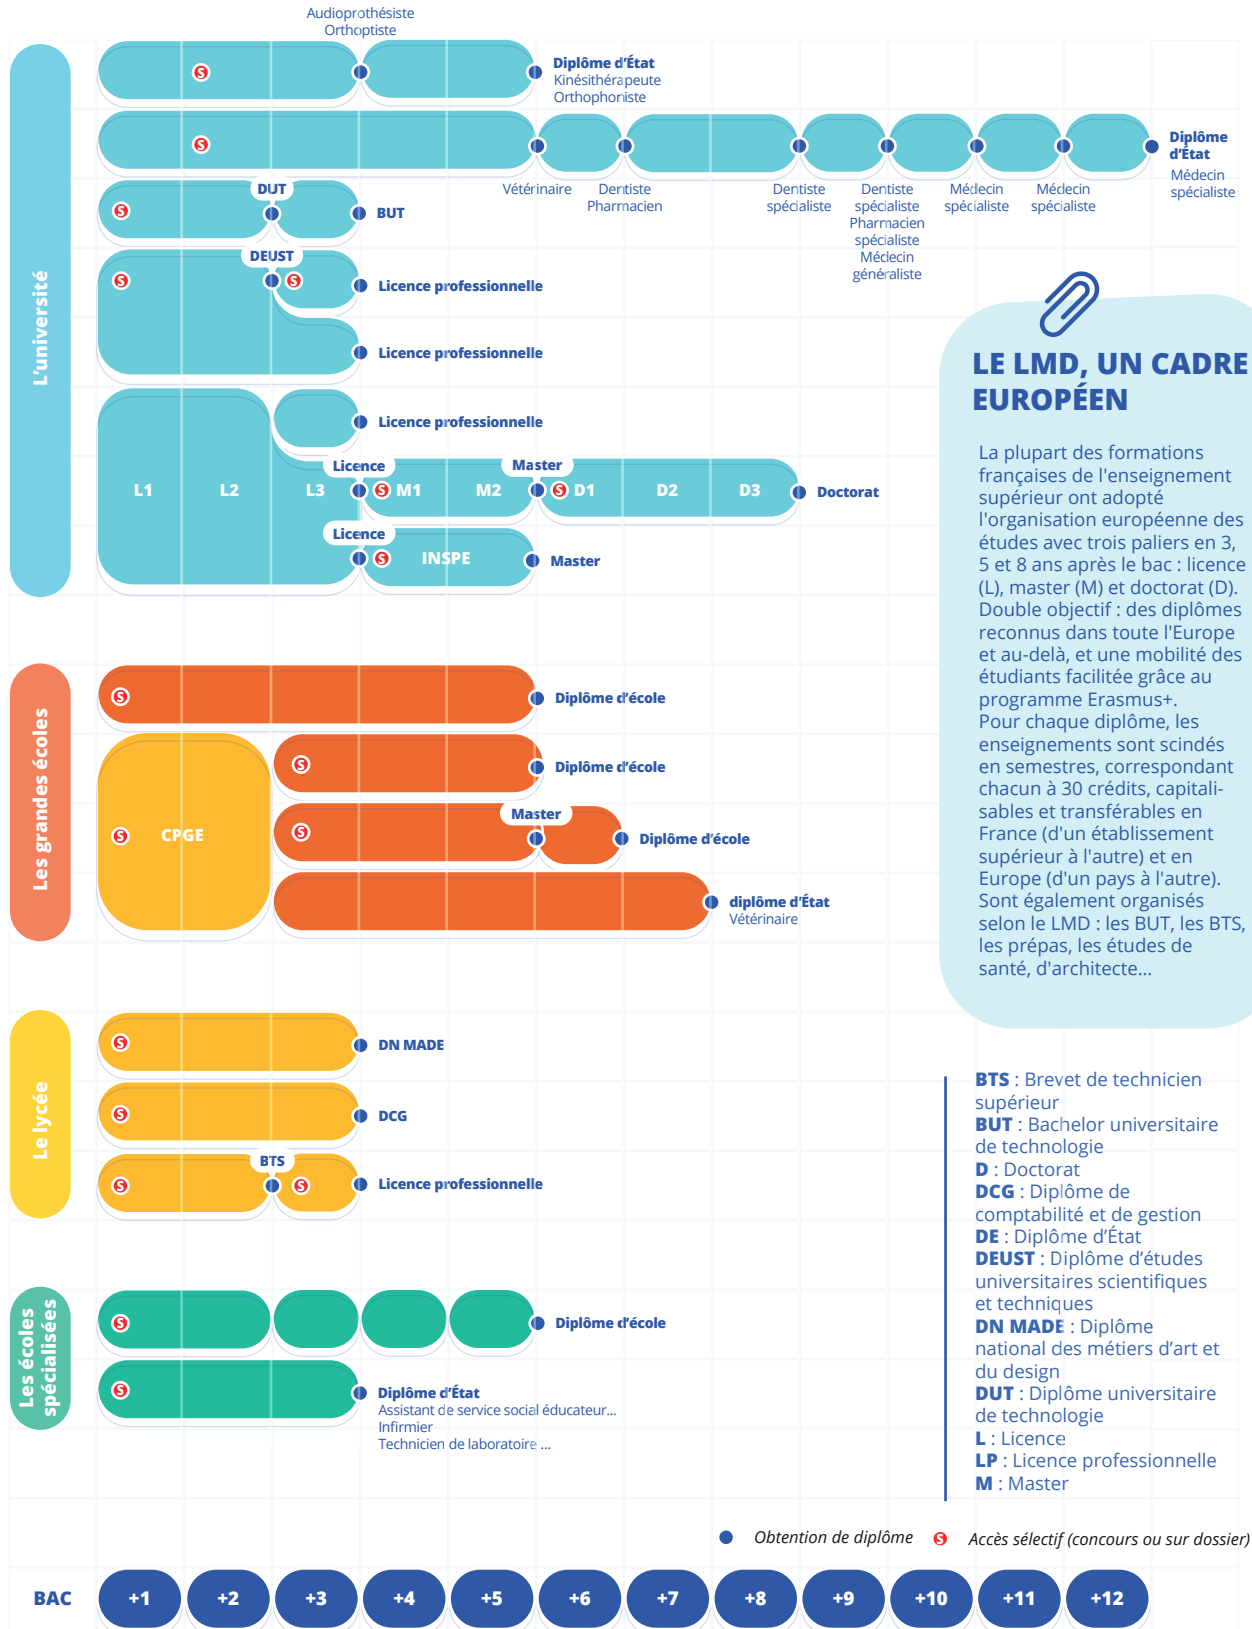 Audioprothésiste
Orthoptiste
S
Diplôme d'État
Kinésithérapeute
Orthophoniste
S
Diplôme
d'État
Médecin
spécialiste
Vétérinaire
Dentiste
Pharmacien
Dentiste
spécialiste
Dentiste
spécialiste
Pharmacien
spécialiste
Médecin
généraliste
Médecin
spécialiste
Médecin
spécialiste
L'université
DUT
S
BUT
DEUST
S
S
Licence professionnelle
Licence professionnelle
Licence professionnelle
Licence
Master
L1
L2
L3
S
M1
M2
S
D1
D2
D3
Doctorat
Licence
S
INSPE
Master
LE LMD, UN CADRE
EUROPÉEN
La plupart des formations
françaises de l'enseignement
supérieur ont adopté
l'organisation européenne des
études avec trois paliers en 3,
5 et 8 ans après le bac : licence
(L), master (M) et doctorat (D).
Double objectif : des diplômes
reconnus dans toute l'Europe
et au-delà, et une mobilité des
étudiants facilitée grâce au
programme Erasmus+.
Pour chaque diplôme, les
enseignements sont scindés
en semestres, correspondant
chacun à 30 crédits, capitali-
sables et transférables en
France (d'un établissement
supérieur à l'autre) et en
Europe (d'un pays à l'autre).
Sont également organisés
selon le LMD : les BUT, les BTS,
les prépas, les études de
santé, d'architecte...
Les grandes écoles
S
Diplôme d'école
S
Diplôme d'école
S
CPGE
S
Master
Diplôme d'école
diplôme d'État
Vétérinaire
Le lycée
S
DN MADE
S
DCG
BTS
S
S
Licence professionnelle
Les écoles
spécialisées
S
Diplôme d'école
S
Diplôme d'État
Assistant de service social éducateur...
Infirmier
Technicien de laboratoire ...
BTS : Brevet de technicien
supérieur
BUT : Bachelor universitaire
de technologie
D : Doctorat
DCG : Diplôme de
comptabilité et de gestion
DE : Diplôme d'État
DEUST : Diplôme d'études
universitaires scientifiques
et techniques
DN MADE : Diplôme
national des métiers d'art et
du design
DUT : Diplôme universitaire
de technologie
L : Licence
LP : Licence professionnelle
M : Master
Obtention de diplôme
S
Accès sélectif (concours ou sur dossier)
BAC
+1
+2
+3
+4
+5
+6
+7
+8
+9
+10
+11
+12